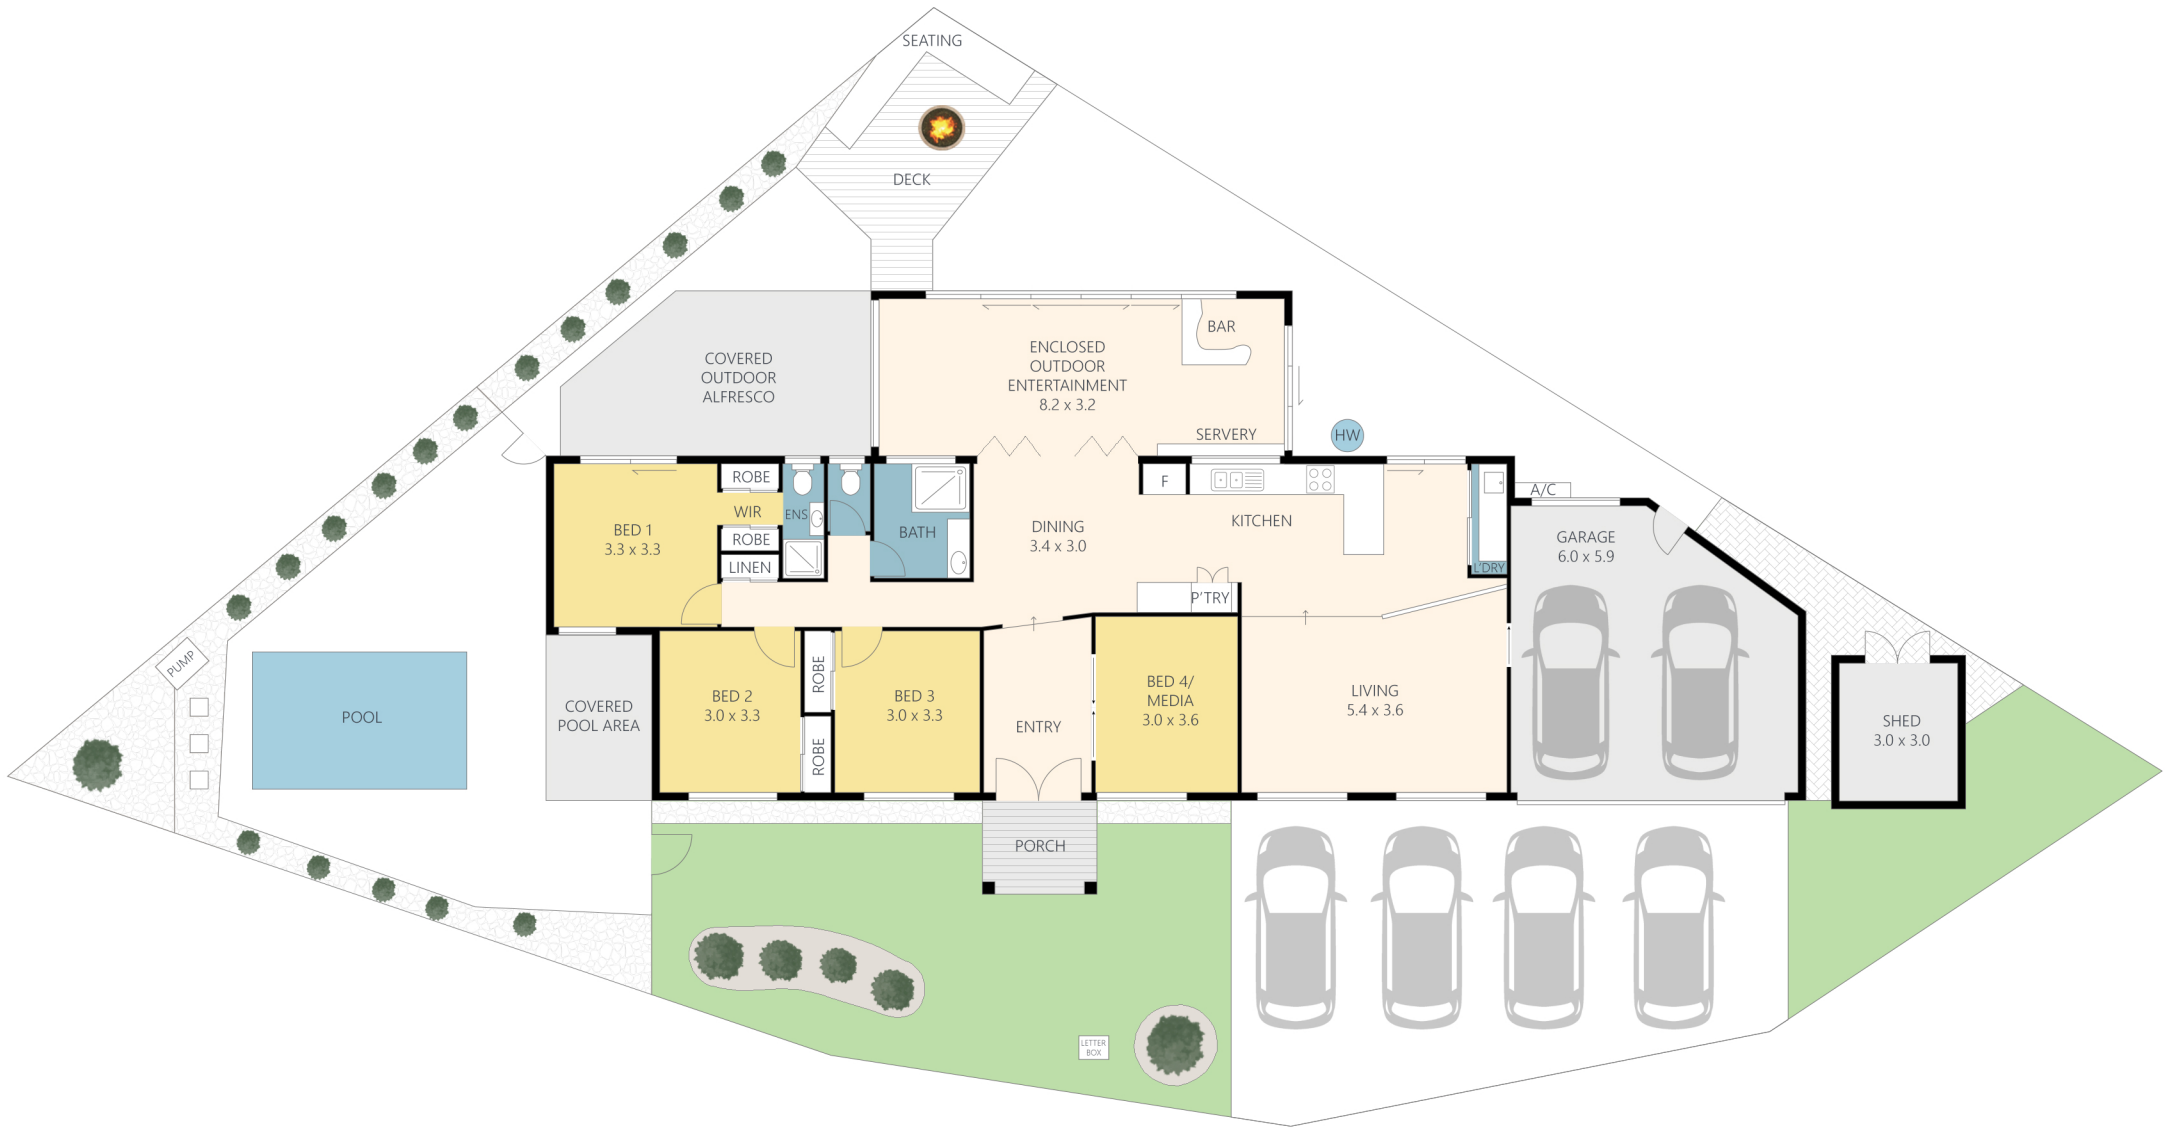 SEATING
DECK
BAR
COVERED
OUTDOOR
ALFRESCO
ENCLOSED
OUTDOOR
ENTERTAINMENT
8.2 x 3.2
SERVERY
HW
ROBE
WIR
ROBE
LINEN
ENS
BED 1
3.3 x 3.3
BATH
DINING
3.4 x 3.0
F
KITCHEN
P'TRY
L'DRY
A/C
GARAGE
6.0 x 5.9
PUMP
POOL
COVERED
POOL AREA
BED 2
3.0 x 3.3
ROBE
ROBE
BED 3
3.0 x 3.3
ENTRY
BED 4/
MEDIA
3.0 x 3.6
LIVING
5.4 x 3.6
SHED
3.0 x 3.0
PORCH
LETTER
BOX